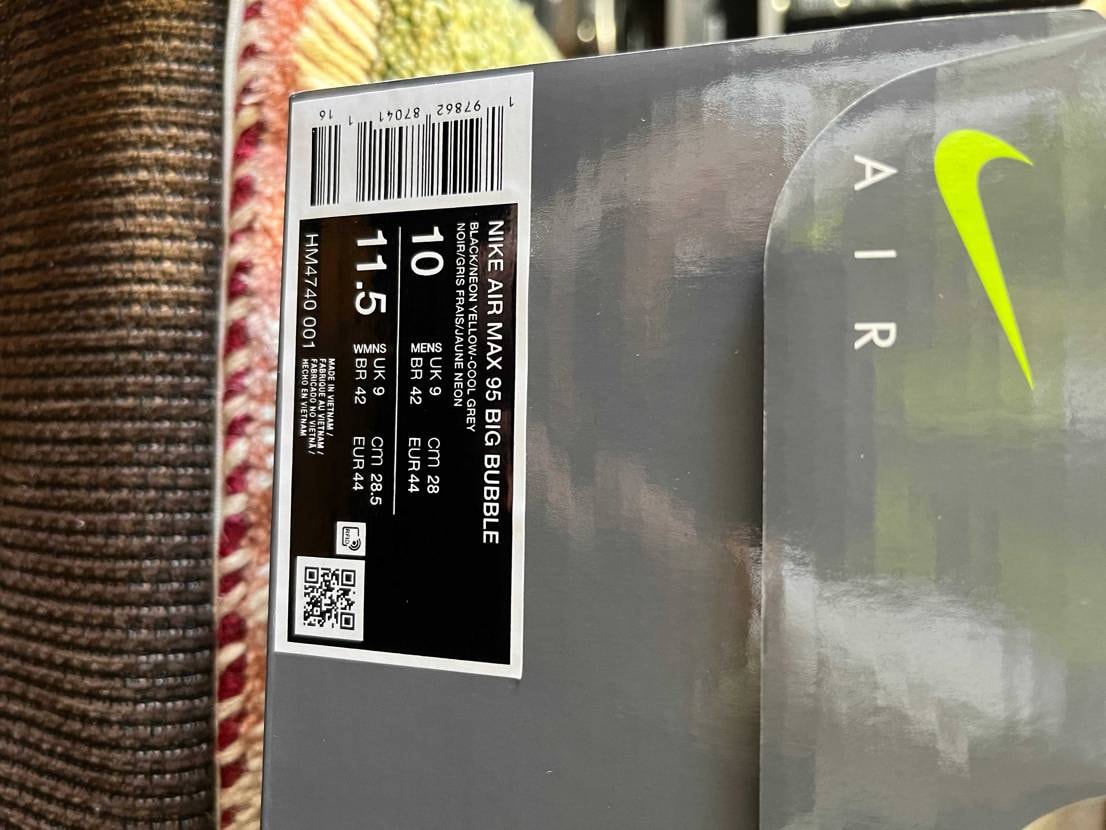 1 97862 87041 1 16
NIKE AIR MAX 95 BIG BUBBLE
BLACK/NEON YELLOW-COOL GREY
NOIR/GRIS FRAIS/JAUNE NEON
10 MENS UK 9 CM 28
BR 42 EUR 44
11.5 WMNS UK 9 CM 28.5
BR 42 EUR 44
HM4740 001
MADE IN VIETNAM /
FABRIQUE AU VIETNAM /
FABRICADO NO VIETNÃ /
HECHO EN VIETNAM
RFID
AIR